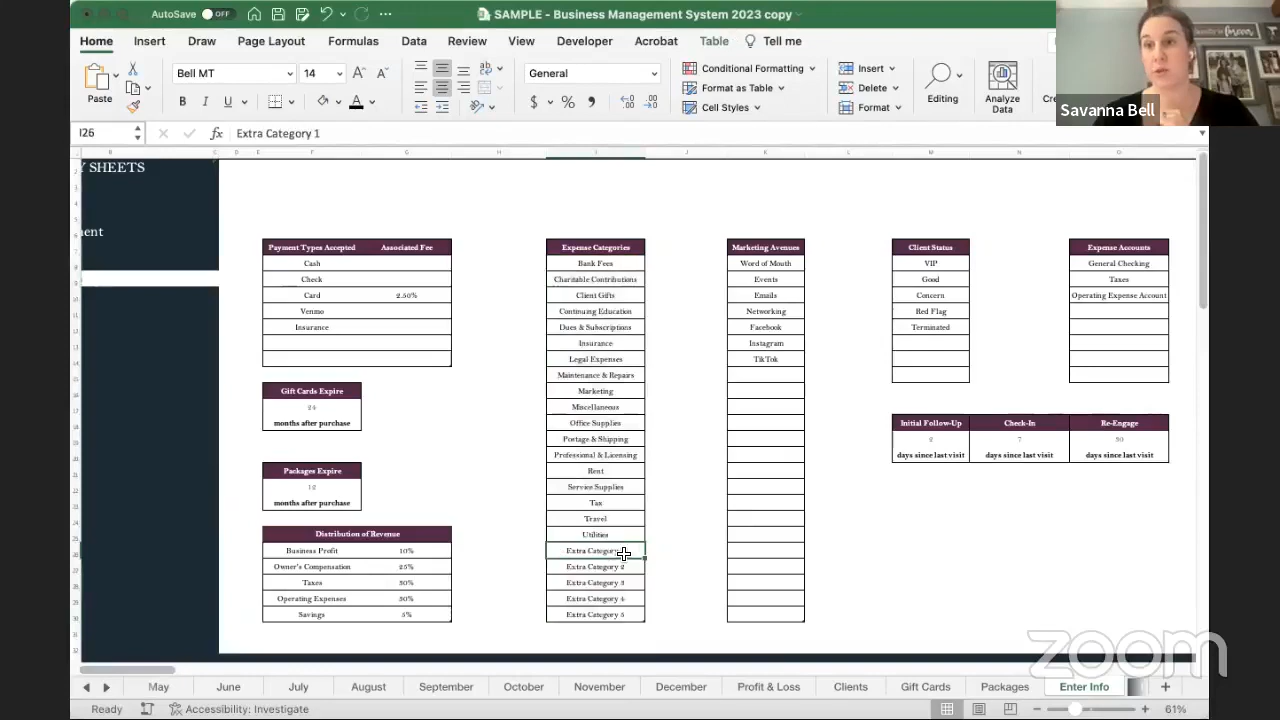 AutoSave OFF
SAMPLE - Business Management System 2023 copy
Home Insert Draw Page Layout Formulas Data Review View Developer Acrobat Table Tell me
Paste
Bell MT 14
General
Conditional Formatting
Format as Table
Cell Styles
Insert
Delete
Format
Editing
Analyze Data
Savanna Bell
I26 fx Extra Category 1
SHEETS
Payment Types Accepted Associated Fee
Cash
Check
Card 2.50%
Venmo
Insurance
Gift Cards Expire
24
months after purchase
Packages Expire
12
months after purchase
Distribution of Revenue
Business Profit 10%
Owner's Compensation 25%
Taxes 30%
Operating Expenses 30%
Savings 5%
Expense Categories
Bank Fees
Charitable Contributions
Client Gifts
Continuing Education
Dues & Subscriptions
Insurance
Legal Expenses
Maintenance & Repairs
Marketing
Miscellaneous
Office Supplies
Postage & Shipping
Professional & Licensing
Rent
Service Supplies
Tax
Travel
Utilities
Extra Category
Extra Category 2
Extra Category 3
Extra Category 4
Extra Category 5
Marketing Avenues
Word of Mouth
Events
Emails
Networking
Facebook
Instagram
TikTok
Client Status
VIP
Good
Concern
Red Flag
Terminated
Expense Accounts
General Checking
Taxes
Operating Expense Account
Initial Follow-Up Check-In Re-Engage
2 7 30
days since last visit days since last visit days since last visit
zoom
May June July August September October November December Profit & Loss Clients Gift Cards Packages Enter Info
Ready Accessibility: Investigate 61%